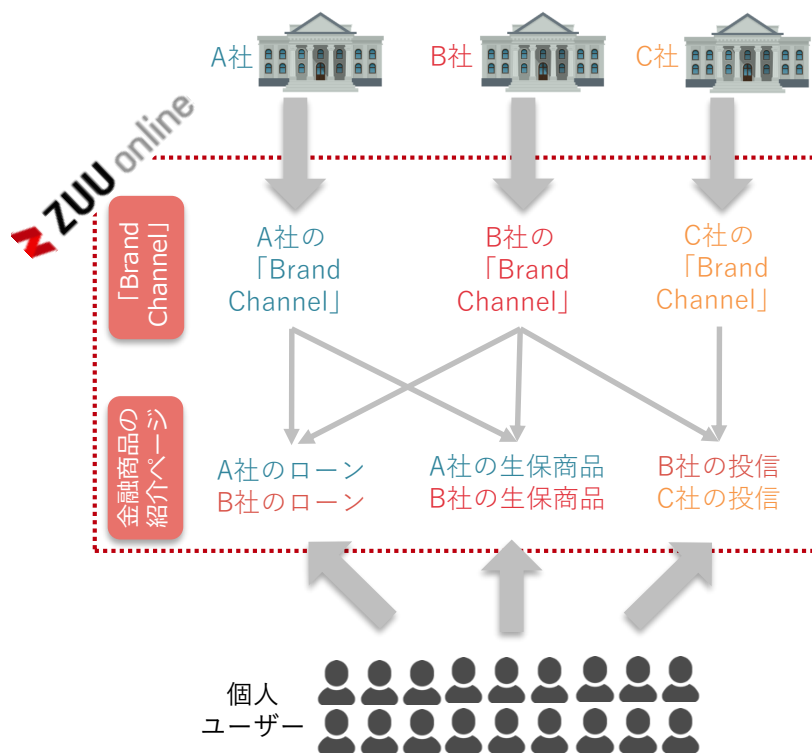 A社
B社
C社
ZUU online
「Brand
Channel」
A社の
「Brand
Channel」
B社の
「Brand
Channel」
C社の
「Brand
Channel」
金融商品の
紹介ページ
A社のローン
B社のローン
A社の生保商品
B社の生保商品
B社の投信
C社の投信
個人
ユーザー